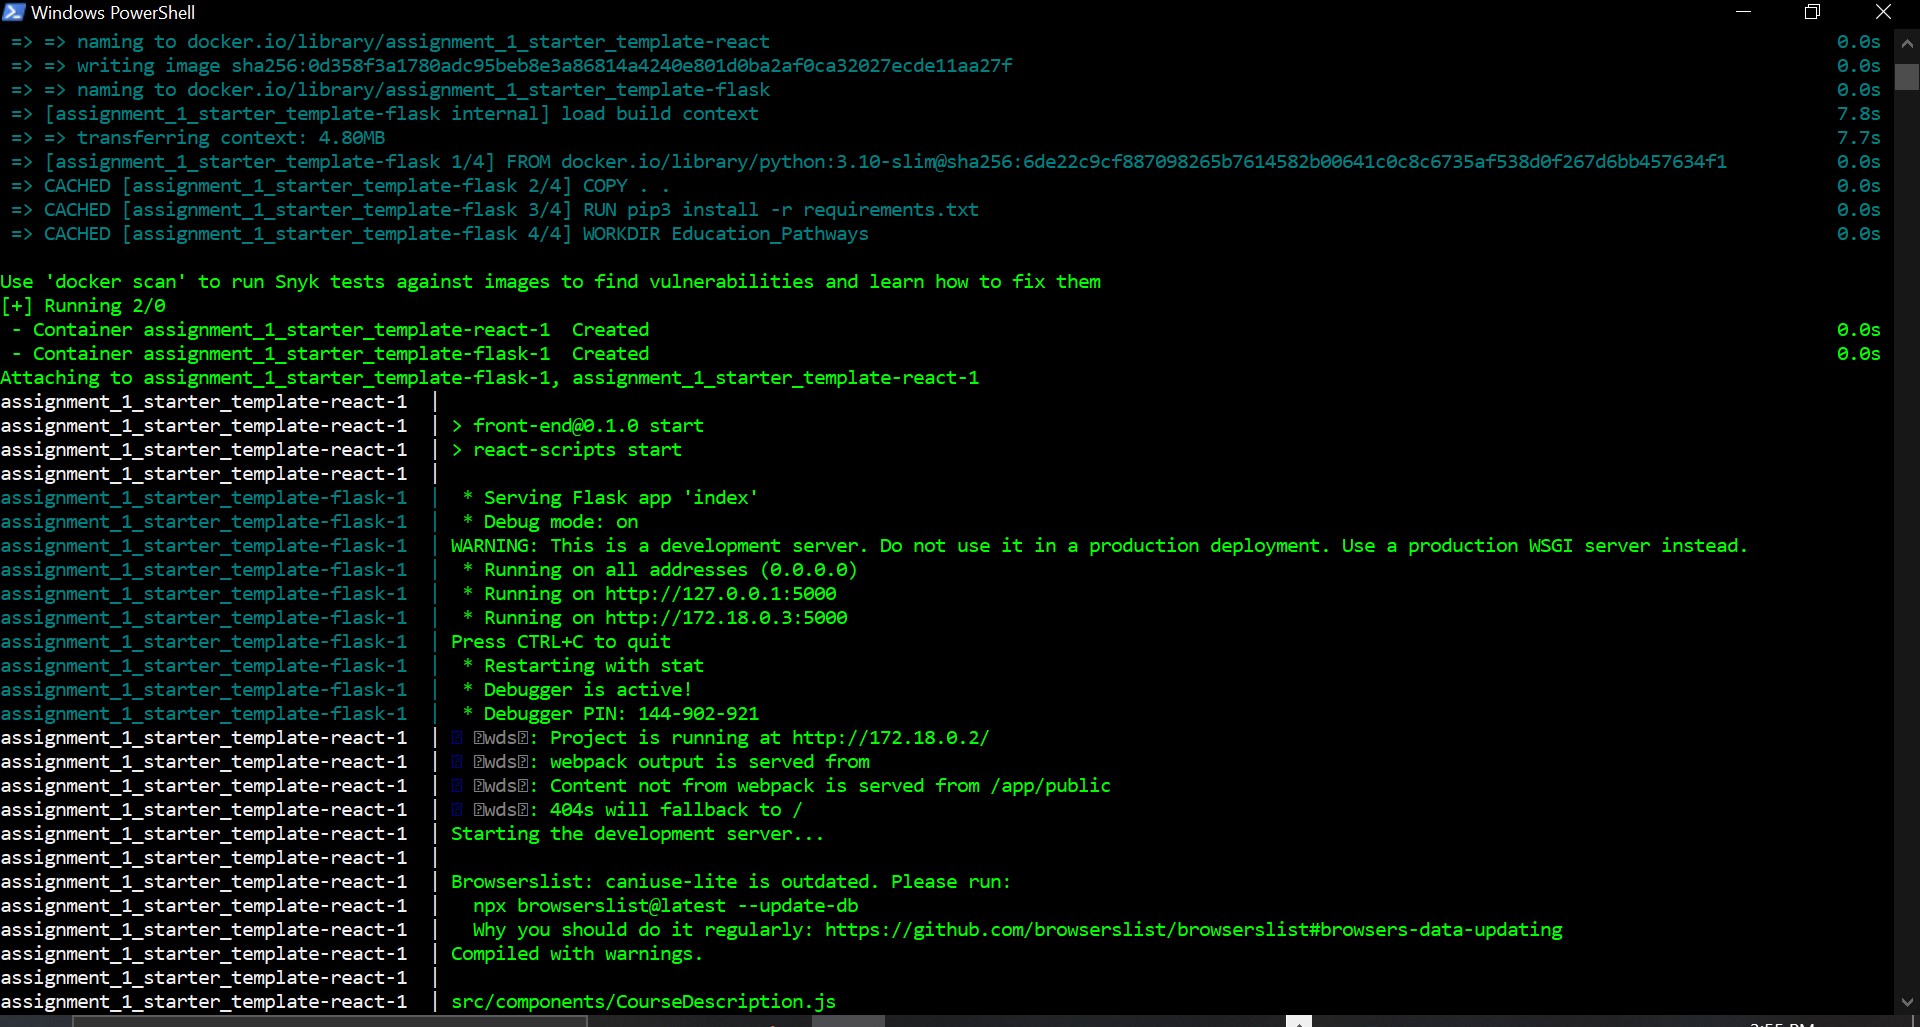 Windows PowerShell
=> => naming to docker.io/library/assignment_1_starter_template-react 0.0s
=> => writing image sha256:0d358f3a1780adc95beb8e3a86814a4240e801d0ba2af0ca32027ecde11aa27f 0.0s
=> => naming to docker.io/library/assignment_1_starter_template-flask 0.0s
=> [assignment_1_starter_template-flask internal] load build context 7.8s
=> => transferring context: 4.80MB 7.7s
=> [assignment_1_starter_template-flask 1/4] FROM docker.io/library/python:3.10-slim@sha256:6de22c9cf887098265b7614582b00641c0c8c6735af538d0f267d6bb457634f1 0.0s
=> CACHED [assignment_1_starter_template-flask 2/4] COPY . . 0.0s
=> CACHED [assignment_1_starter_template-flask 3/4] RUN pip3 install -r requirements.txt 0.0s
=> CACHED [assignment_1_starter_template-flask 4/4] WORKDIR Education_Pathways 0.0s
Use 'docker scan' to run Snyk tests against images to find vulnerabilities and learn how to fix them
[+] Running 2/0
- Container assignment_1_starter_template-react-1 Created 0.0s
- Container assignment_1_starter_template-flask-1 Created 0.0s
Attaching to assignment_1_starter_template-flask-1, assignment_1_starter_template-react-1
assignment_1_starter_template-react-1 |
assignment_1_starter_template-react-1 | > front-end@0.1.0 start
assignment_1_starter_template-react-1 | > react-scripts start
assignment_1_starter_template-react-1 |
assignment_1_starter_template-flask-1 | * Serving Flask app 'index'
assignment_1_starter_template-flask-1 | * Debug mode: on
assignment_1_starter_template-flask-1 | WARNING: This is a development server. Do not use it in a production deployment. Use a production WSGI server instead.
assignment_1_starter_template-flask-1 | * Running on all addresses (0.0.0.0)
assignment_1_starter_template-flask-1 | * Running on http://127.0.0.1:5000
assignment_1_starter_template-flask-1 | * Running on http://172.18.0.3:5000
assignment_1_starter_template-flask-1 | Press CTRL+C to quit
assignment_1_starter_template-flask-1 | * Restarting with stat
assignment_1_starter_template-flask-1 | * Debugger is active!
assignment_1_starter_template-flask-1 | * Debugger PIN: 144-902-921
assignment_1_starter_template-react-1 | wds: Project is running at http://172.18.0.2/
assignment_1_starter_template-react-1 | wds: webpack output is served from
assignment_1_starter_template-react-1 | wds: Content not from webpack is served from /app/public
assignment_1_starter_template-react-1 | wds: 404s will fallback to /
assignment_1_starter_template-react-1 | Starting the development server...
assignment_1_starter_template-react-1 |
assignment_1_starter_template-react-1 | Browserslist: caniuse-lite is outdated. Please run:
assignment_1_starter_template-react-1 | npx browserslist@latest --update-db
assignment_1_starter_template-react-1 | Why you should do it regularly: https://github.com/browserslist/browserslist#browsers-data-updating
assignment_1_starter_template-react-1 | Compiled with warnings.
assignment_1_starter_template-react-1 |
assignment_1_starter_template-react-1 | src/components/CourseDescription.js